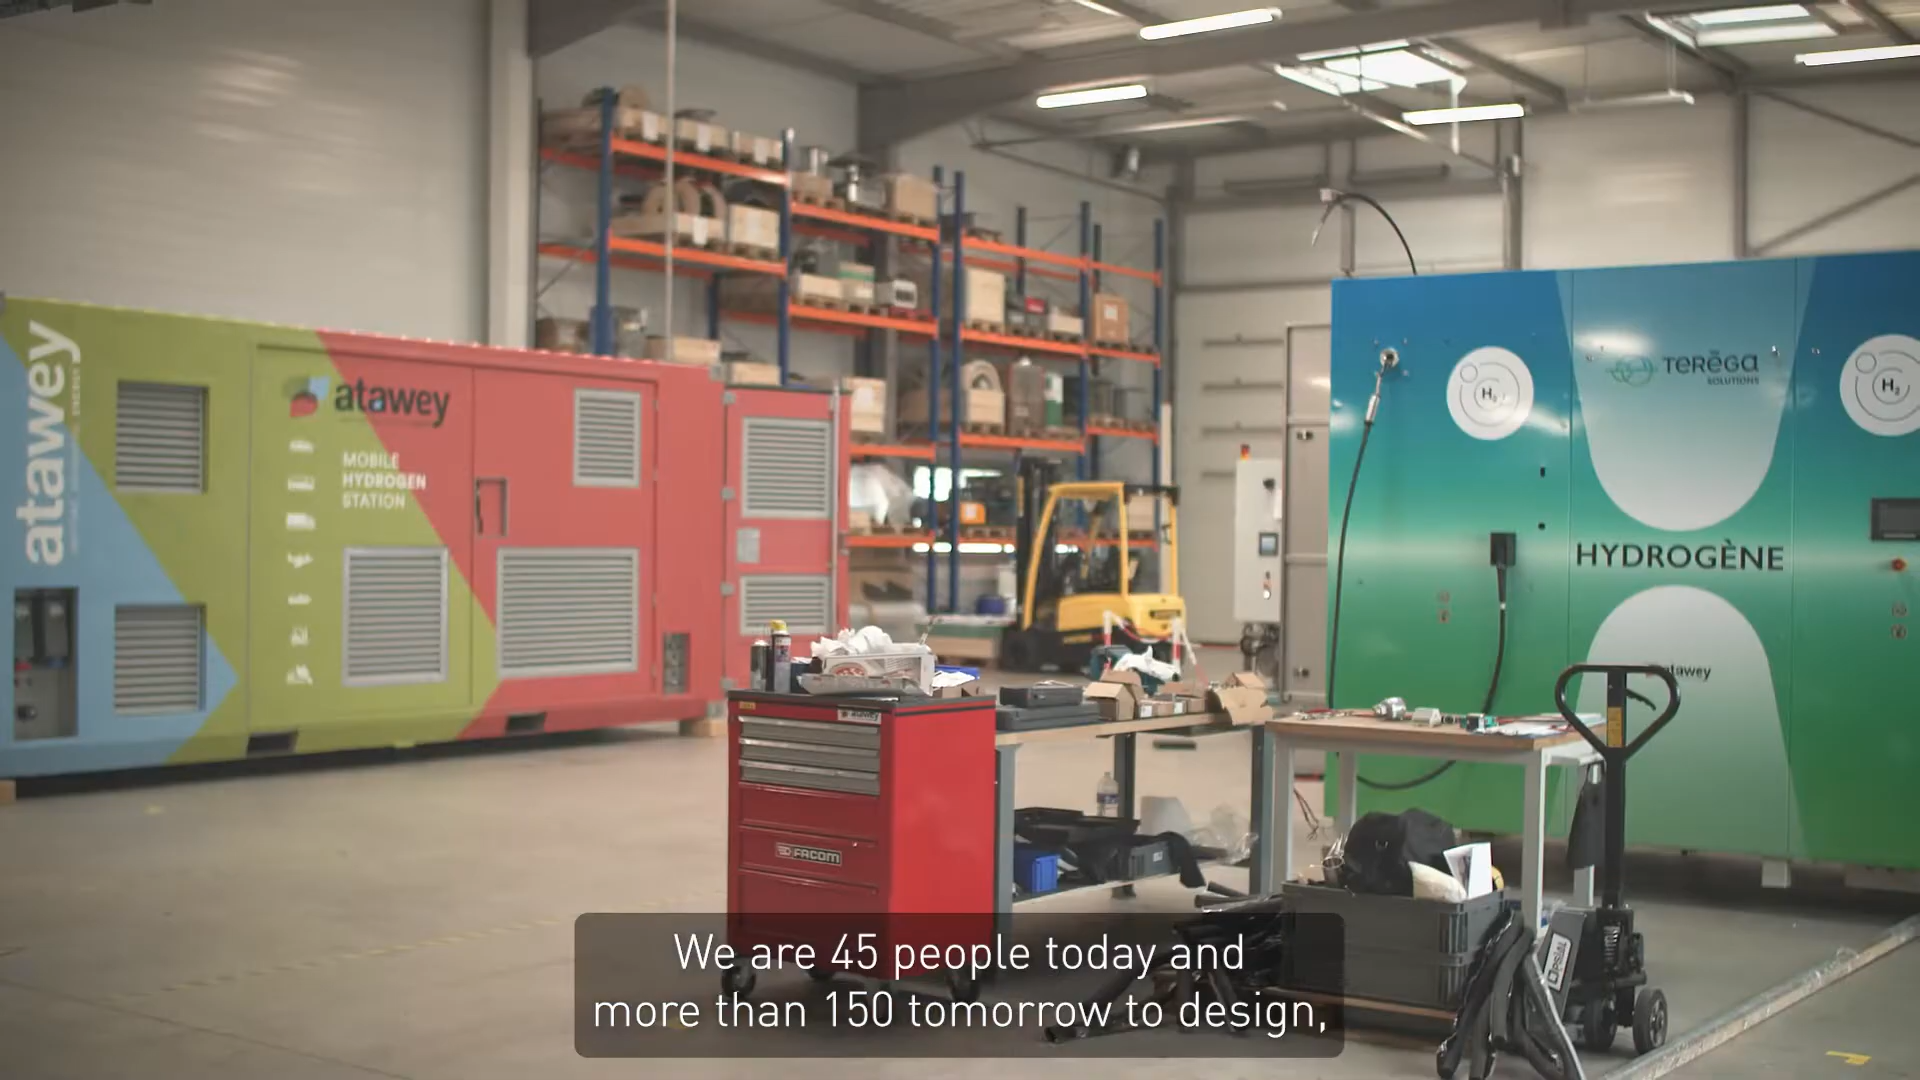 atawey
atawey
MOBILE
HYDROGEN
STATION
TERĒGA
SOLUTIONS
H2
H2
HYDROGÈNE
atawey
atawey
FACOM
We are 45 people today and
more than 150 tomorrow to design,